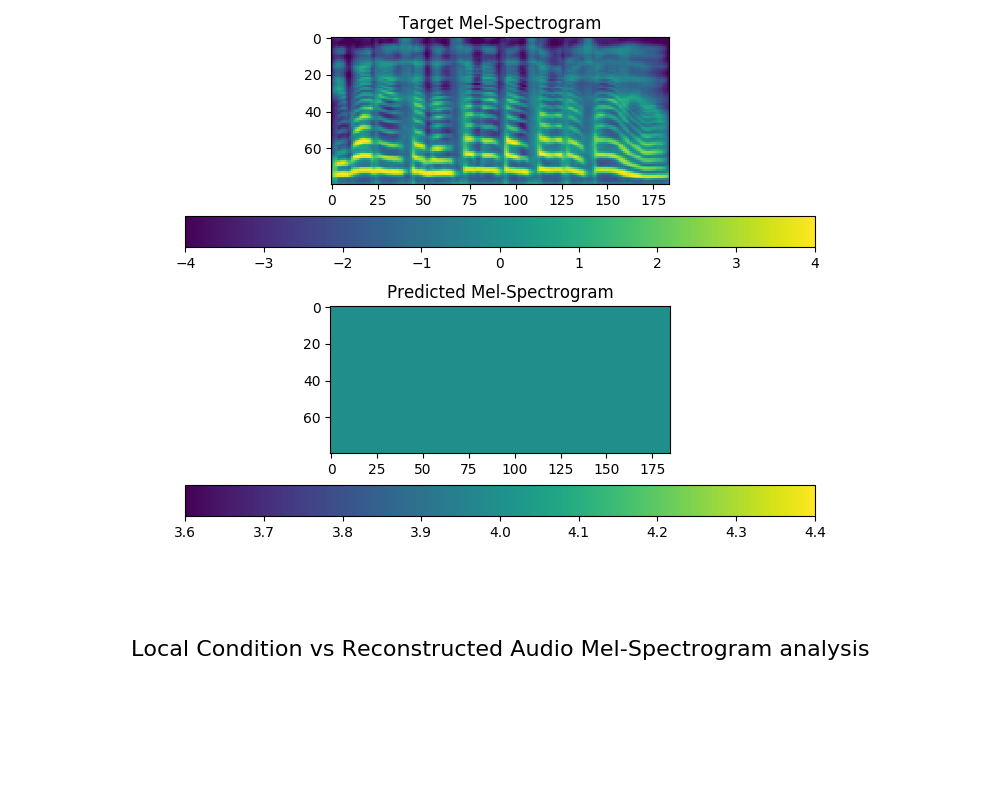 Target Mel-Spectrogram
0
20
40
60
0 25 50 75 100 125 150 175
−4 −3 −2 −1 0 1 2 3 4
Predicted Mel-Spectrogram
0
20
40
60
0 25 50 75 100 125 150 175
3.6 3.7 3.8 3.9 4.0 4.1 4.2 4.3 4.4
Local Condition vs Reconstructed Audio Mel-Spectrogram analysis